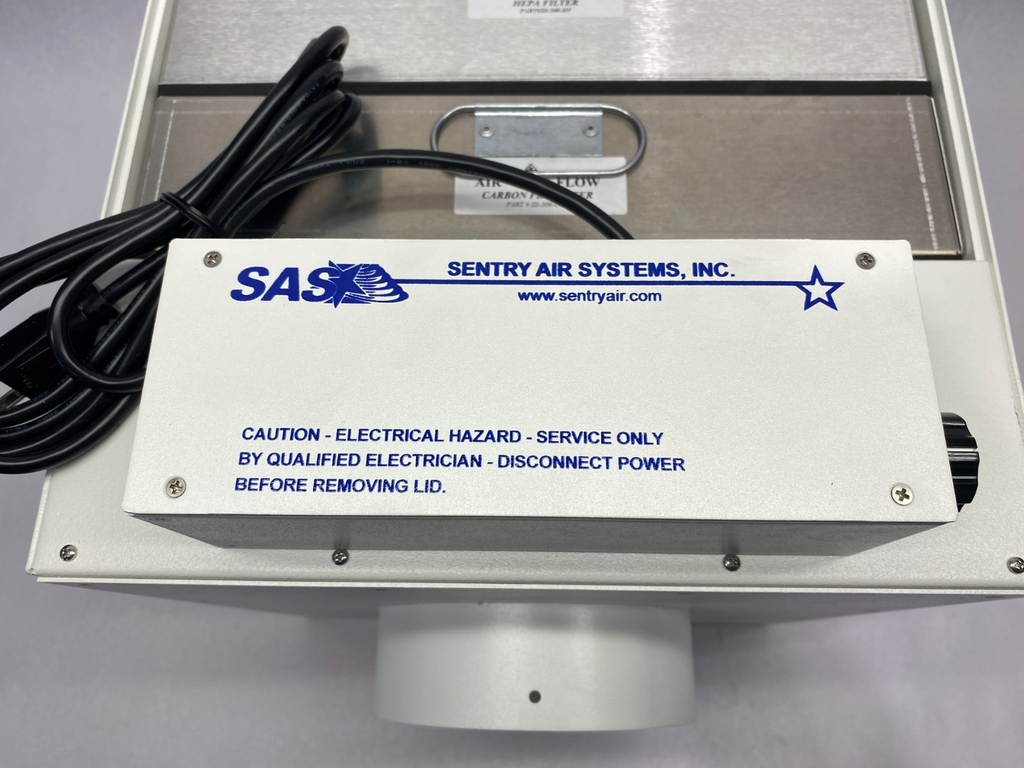 HEPA FILTER
AIR FLOW
CARBON FILTER
SAS
SENTRY AIR SYSTEMS, INC.
www.sentryair.com
CAUTION - ELECTRICAL HAZARD - SERVICE ONLY
BY QUALIFIED ELECTRICIAN - DISCONNECT POWER
BEFORE REMOVING LID.